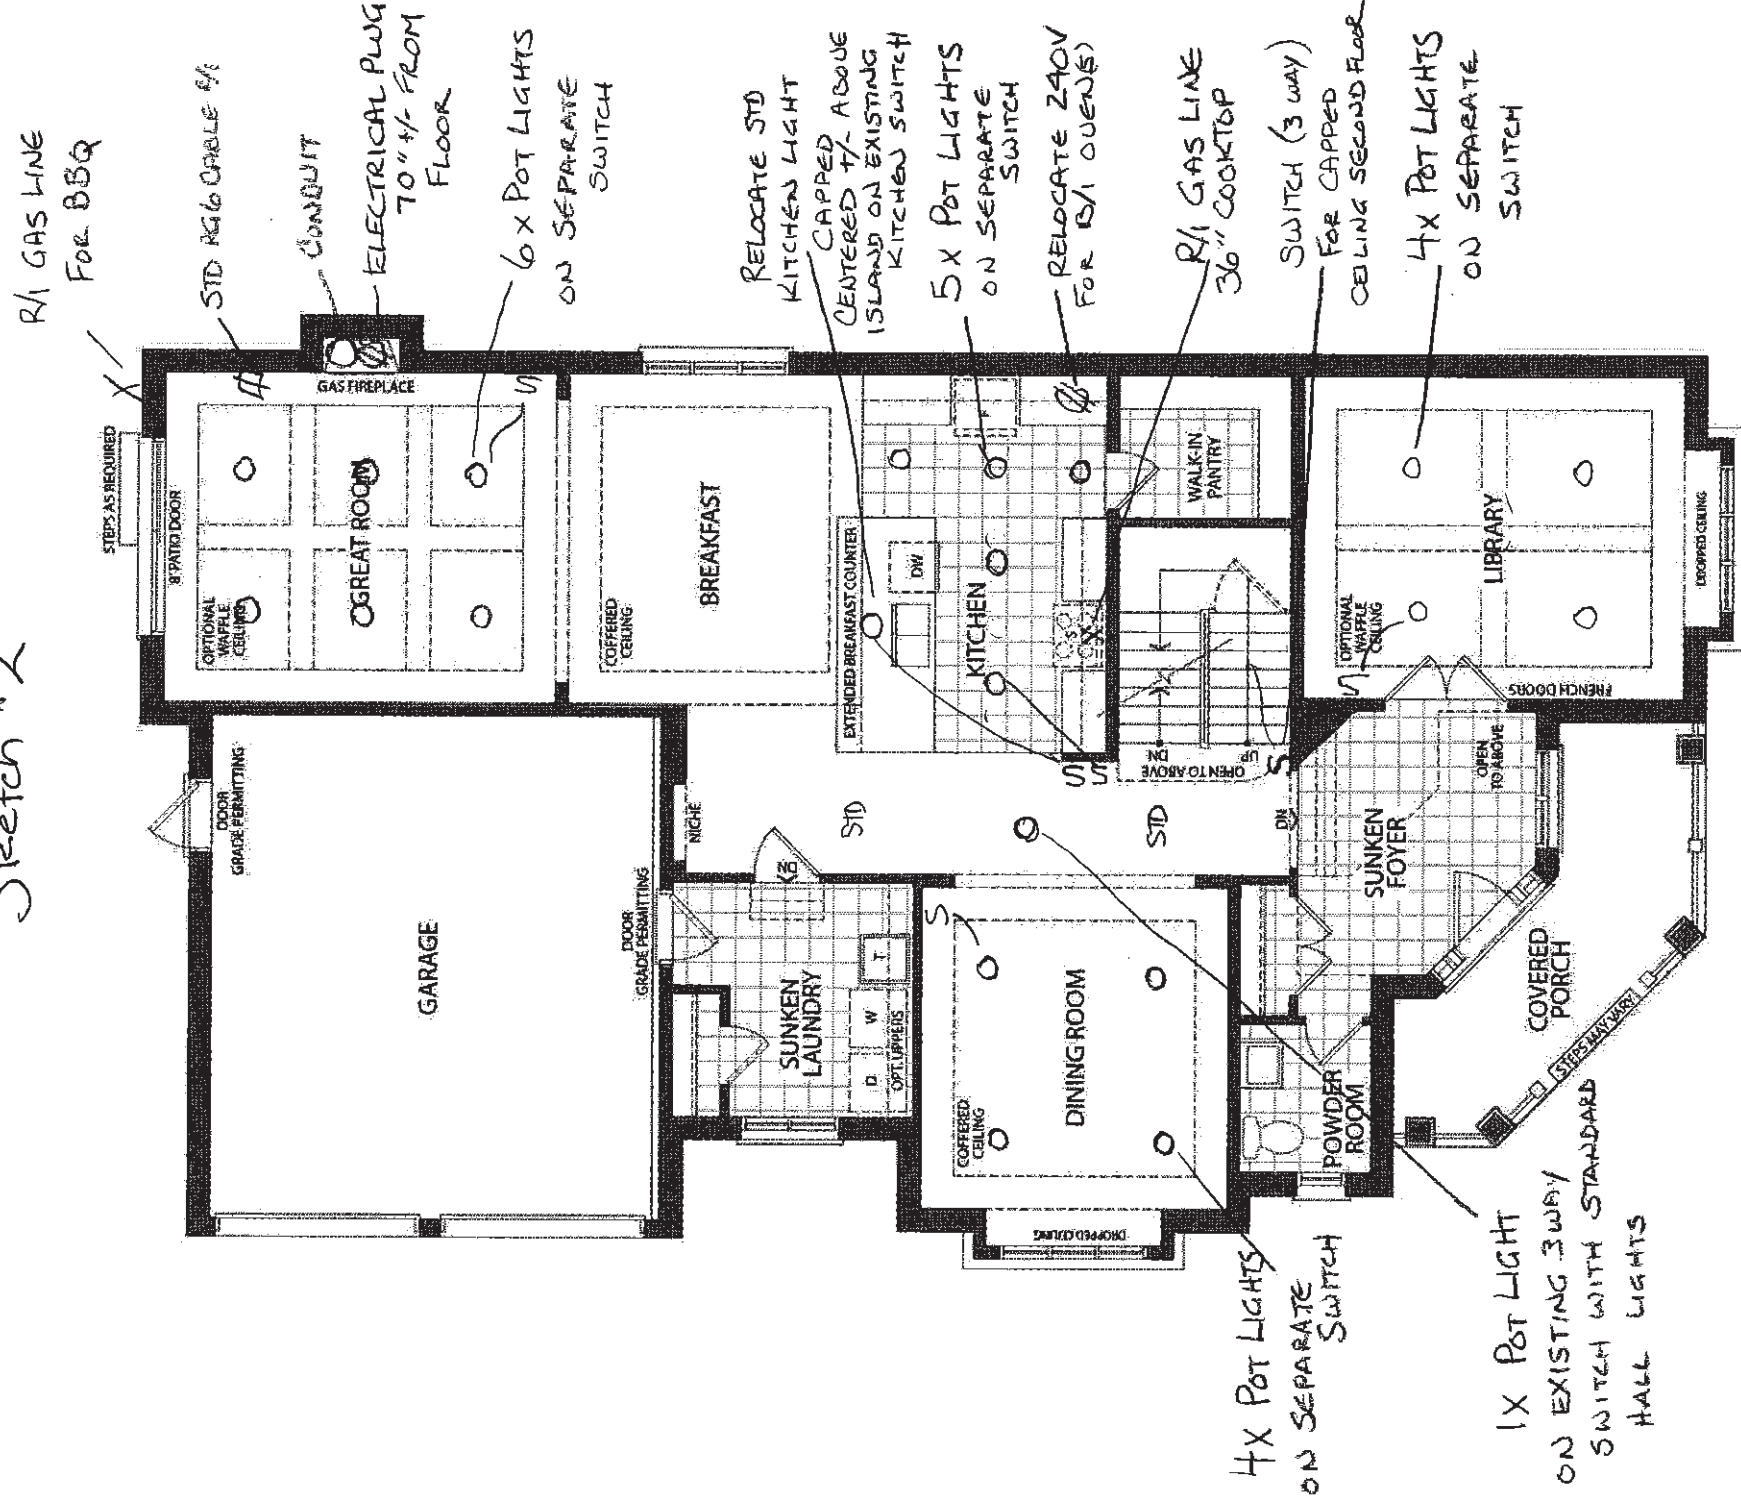 Sketch # 2
R/I GAS LINE
FOR BBQ
STD RG6 CABLE
CONDUIT
ELECTRICAL PLUG
70" +/- FROM
FLOOR
6 x POT LIGHTS
ON SEPARATE
SWITCH
RELOCATE STD
KITCHEN LIGHT
CAPPED
CENTERED +/- ABOVE
ISLAND ON EXISTING
KITCHEN SWITCH
5X POT LIGHTS
ON SEPARATE
SWITCH
RELOCATE 240V
FOR B/I OVEN(S)
R/I GAS LINE
36" COOKTOP
SWITCH (3 WAY)
FOR CAPPED
CEILING SECOND FLOOR
4X POT LIGHTS
ON SEPARATE
SWITCH
STEPS AS REQUIRED
8' PATIO DOOR
GAS FIREPLACE
S
OPTIONAL
WAFFLE
CEILING
GREAT ROOM
COFFERED
CEILING
BREAKFAST
EXTENDED BREAKFAST COUNTER
DW
F
KITCHEN
S
S
WALK-IN
PANTRY
DN
UP
OPEN TO ABOVE
S
OPTIONAL
WAFFLE
CEILING
S
LIBRARY
FRENCH DOORS
DROPPED CEILING
DOOR
GRADE PERMITTING
GARAGE
DOOR
GRADE PERMITTING
NICHE
STD
STD
DN
DN
SUNKEN
FOYER
OPEN
TO ABOVE
SUNKEN
LAUNDRY
T
W
D
OPT. UPPERS
S
COFFERED
CEILING
DINING ROOM
DROPPED CEILING
POWDER
ROOM
COVERED
PORCH
STEPS MAY VARY
4X POT LIGHTS
ON SEPARATE
SWITCH
1X POT LIGHT
ON EXISTING 3WAY
SWITCH WITH STANDARD
HALL LIGHTS